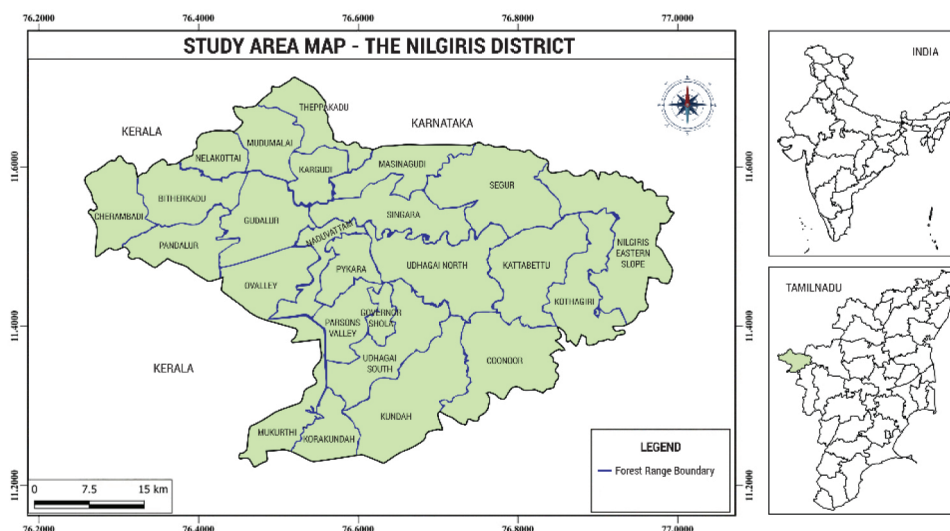 76.2000 76.4000 76.6000 76.8000 77.0000
STUDY AREA MAP - THE NILGIRIS DISTRICT
INDIA
THEPPAKADU
KERALA
KARNATAKA
MUDUMALAI
NELAKOTTAI
MASINAGUDI
KARGUDI
11.6000
11.6000
SEGUR
BITHERKADU
CHERAMBADI
GUDALUR
SINGARA
NADUVATTAM
PANDALUR
NILGIRIS
EASTERN
SLOPE
PYKARA
UDHAGAI NORTH
KATTABETTU
OVALLEY
TAMILNADU
KOTHAGIRI
GOVERNOR
SHOLA
PARSONS
VALLEY
11.4000
11.4000
UDHAGAI
SOUTH
COONOOR
KERALA
KUNDAH
MUKURTHI
KORAKUNDAH
LEGEND
Forest Range Boundary
0 7.5 15 km
11.2000
11.2000
76.2000 76.4000 76.6000 76.8000 77.0000